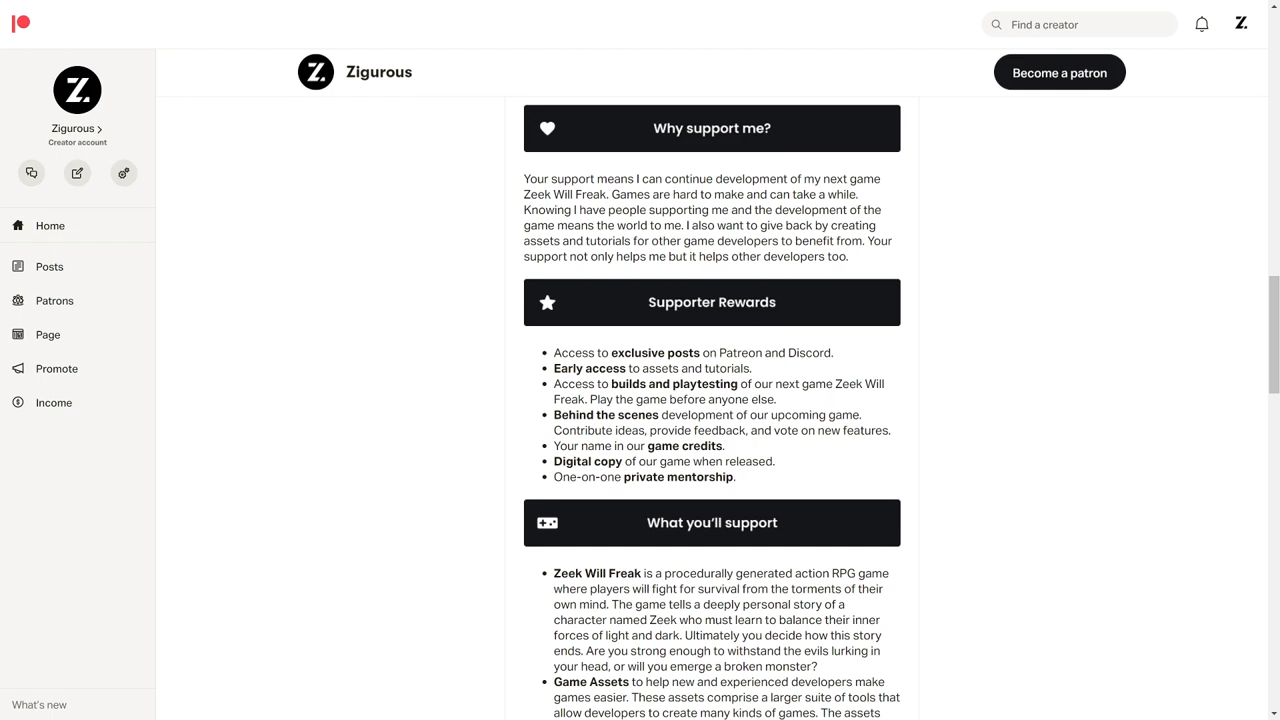 Find a creator
Z.
Z.
Zigurous
Creator account
Home
Posts
Patrons
Page
Promote
Income
What's new
Z.
Zigurous
Become a patron
Why support me?
Your support means I can continue development of my next game
Zeek Will Freak. Games are hard to make and can take a while.
Knowing I have people supporting me and the development of the
game means the world to me. I also want to give back by creating
assets and tutorials for other game developers to benefit from. Your
support not only helps me but it helps other developers too.
Supporter Rewards
• Access to exclusive posts on Patreon and Discord.
• Early access to assets and tutorials.
• Access to builds and playtesting of our next game Zeek Will
Freak. Play the game before anyone else.
• Behind the scenes development of our upcoming game.
Contribute ideas, provide feedback, and vote on new features.
• Your name in our game credits.
• Digital copy of our game when released.
• One-on-one private mentorship.
What you'll support
• Zeek Will Freak is a procedurally generated action RPG game
where players will fight for survival from the torments of their
own mind. The game tells a deeply personal story of a
character named Zeek who must learn to balance their inner
forces of light and dark. Ultimately you decide how this story
ends. Are you strong enough to withstand the evils lurking in
your head, or will you emerge a broken monster?
• Game Assets to help new and experienced developers make
games easier. These assets comprise a larger suite of tools that
allow developers to create many kinds of games. The assets